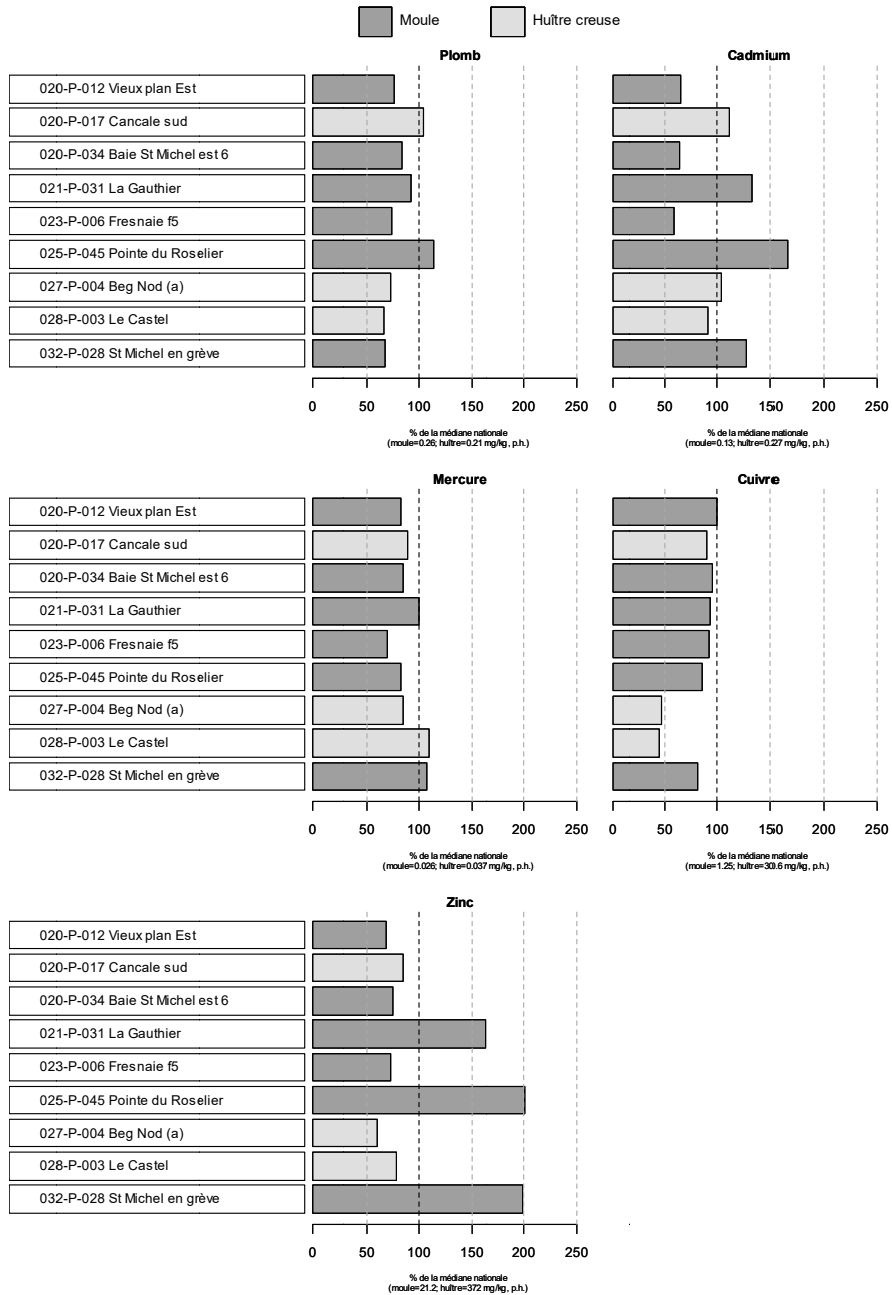 Moule Huître creuse
Plomb
020-P-012 Vieux plan Est
020-P-017 Cancale sud
020-P-034 Baie St Michel est 6
021-P-031 La Gauthier
023-P-006 Fresnaie f5
025-P-045 Pointe du Roselier
027-P-004 Beg Nod (a)
028-P-003 Le Castel
032-P-028 St Michel en grève
0 50 100 150 200 250
% de la médiane nationale
(moule=0.26; huître=0.21 mg/kg, p.h.)
Cadmium
0 50 100 150 200 250
% de la médiane nationale
(moule=0.13; huître=0.27 mg/kg, p.h.)
Mercure
020-P-012 Vieux plan Est
020-P-017 Cancale sud
020-P-034 Baie St Michel est 6
021-P-031 La Gauthier
023-P-006 Fresnaie f5
025-P-045 Pointe du Roselier
027-P-004 Beg Nod (a)
028-P-003 Le Castel
032-P-028 St Michel en grève
0 50 100 150 200 250
% de la médiane nationale
(moule=0.026; huître=0.037 mg/kg, p.h.)
Cuivre
0 50 100 150 200 250
% de la médiane nationale
(moule=1.25; huître=30.6 mg/kg, p.h.)
Zinc
020-P-012 Vieux plan Est
020-P-017 Cancale sud
020-P-034 Baie St Michel est 6
021-P-031 La Gauthier
023-P-006 Fresnaie f5
025-P-045 Pointe du Roselier
027-P-004 Beg Nod (a)
028-P-003 Le Castel
032-P-028 St Michel en grève
0 50 100 150 200 250
% de la médiane nationale
(moule=21.2; huître=372 mg/kg, p.h.)